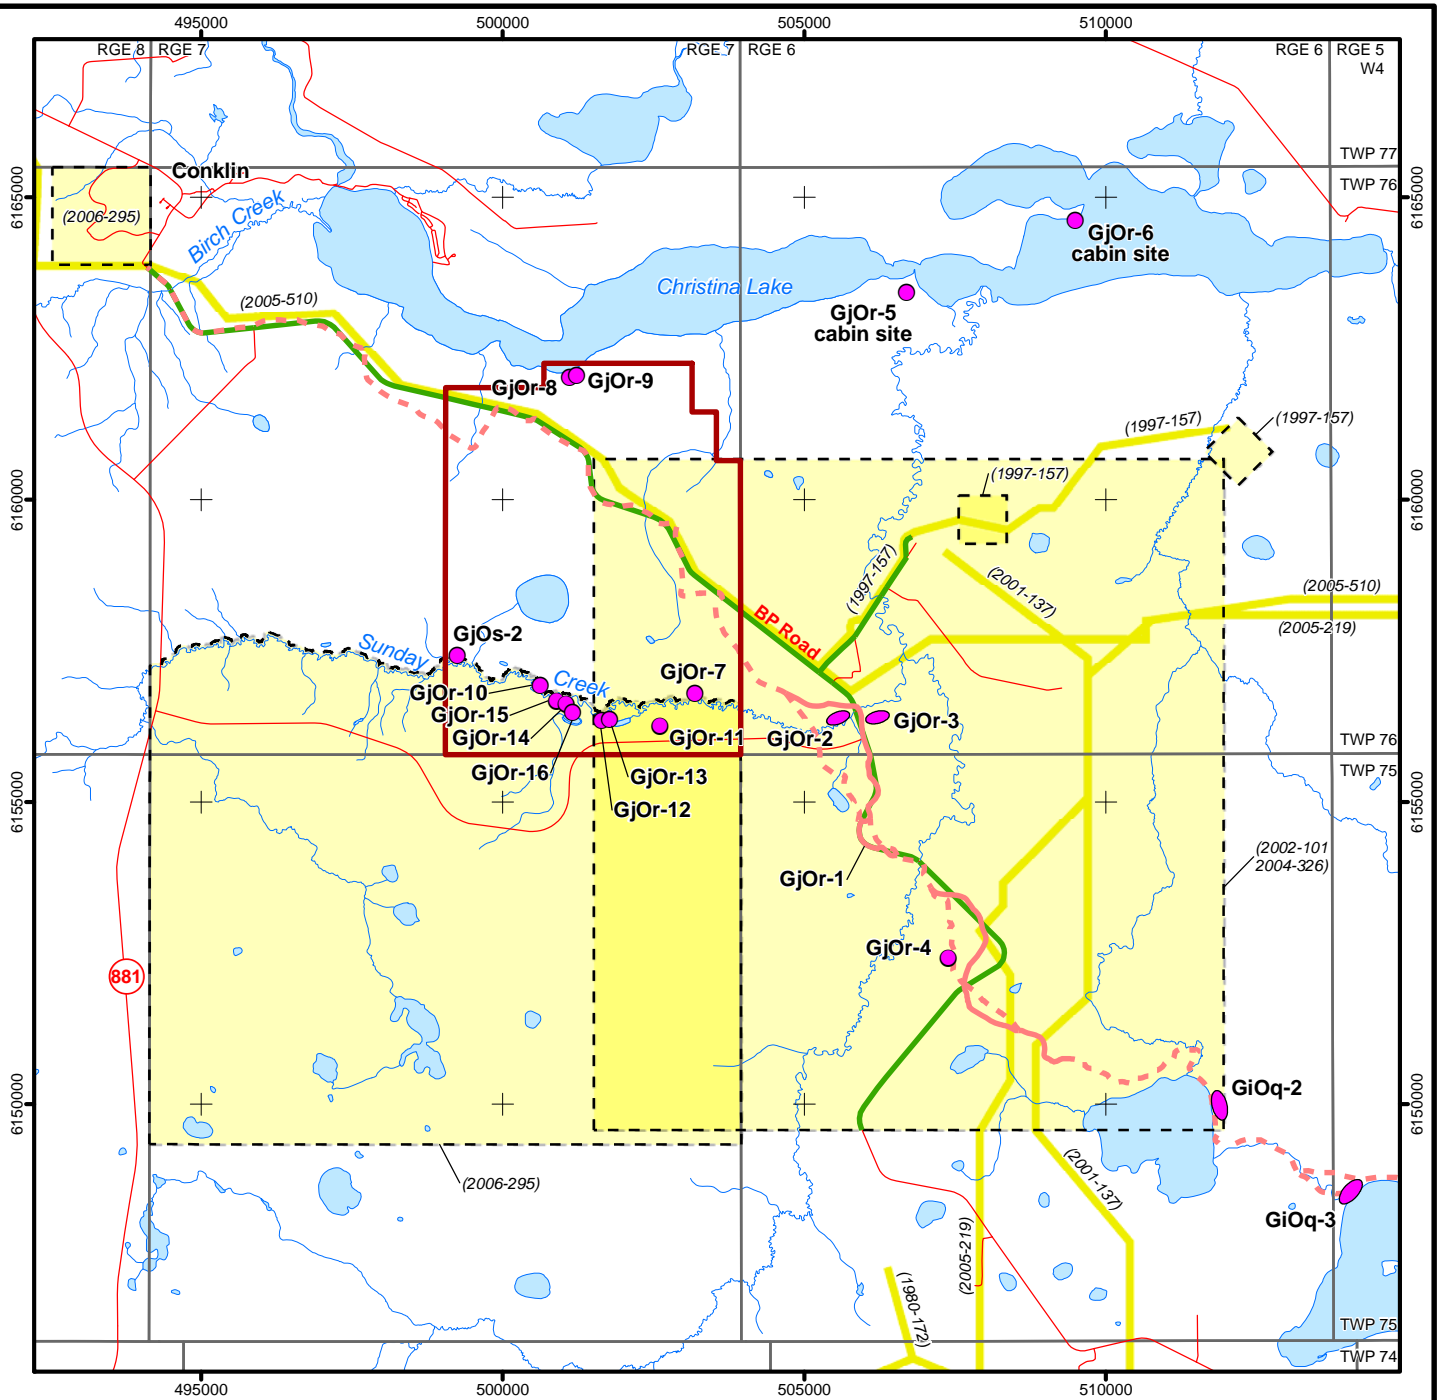 495000
500000
505000
510000
RGE 8
RGE 7
RGE 7
RGE 6
RGE 6
RGE 5
W4
TWP 77
TWP 76
Conklin
6165000
6165000
(2006-295)
Birch Creek
GjOr-6
cabin site
Christina Lake
(2005-510)
GjOr-5
cabin site
GjOr-8
GjOr-9
(1997-157)
(1997-157)
(1997-157)
6160000
6160000
(1997-157)
(2001-137)
(2005-510)
(2005-219)
BP Road
GjOs-2
Sunday
Creek
GjOr-7
GjOr-10
GjOr-15
GjOr-14
GjOr-11
GjOr-2
GjOr-3
TWP 76
TWP 75
GjOr-16
GjOr-13
GjOr-12
6155000
6155000
(2002-101
2004-326)
GjOr-1
GjOr-4
881
GiOq-2
6150000
6150000
(2006-295)
(2001-137)
GiOq-3
(2005-219)
(1980-172)
TWP 75
TWP 74
495000
500000
505000
510000